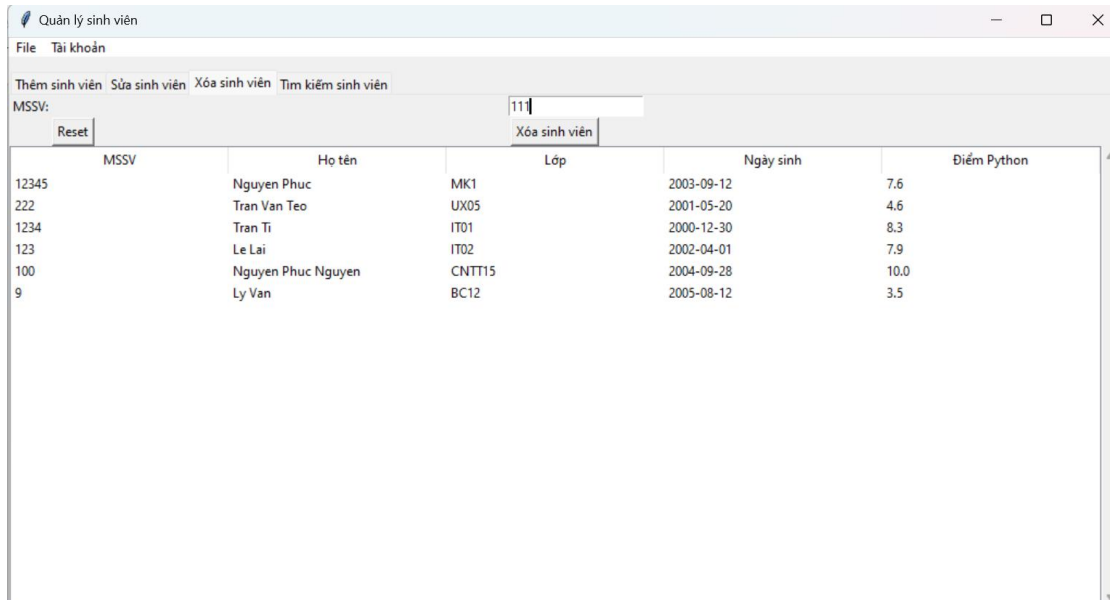 Quản lý sinh viên
File Tài khoản
Thêm sinh viên Sửa sinh viên Xóa sinh viên Tìm kiếm sinh viên
MSSV: 111
Reset Xóa sinh viên
MSSV Họ tên Lớp Ngày sinh Điểm Python
12345 Nguyen Phuc MK1 2003-09-12 7.6
222 Tran Van Teo UX05 2001-05-20 4.6
1234 Tran Ti IT01 2000-12-30 8.3
123 Le Lai IT02 2002-04-01 7.9
100 Nguyen Phuc Nguyen CNTT15 2004-09-28 10.0
9 Ly Van BC12 2005-08-12 3.5